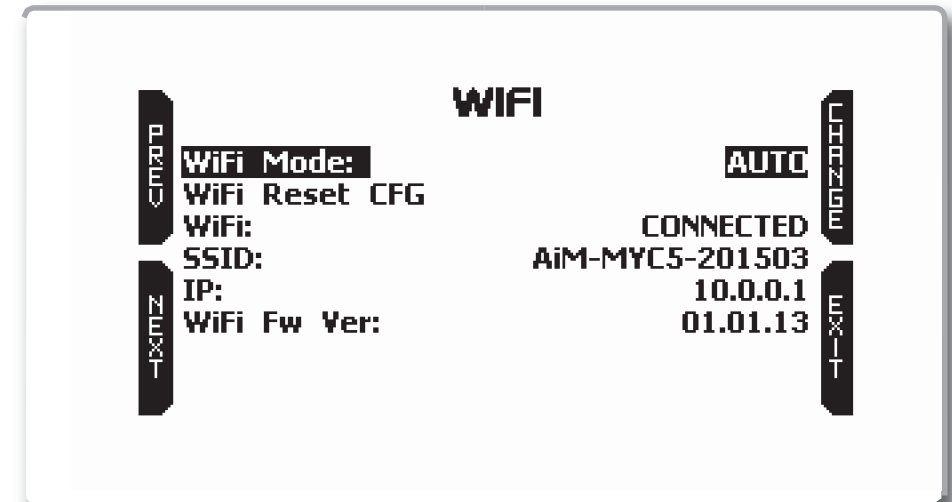 WIFI
PREV
WiFi Mode: AUTO
WiFi Reset CFG
WiFi: CONNECTED
SSID: AiM-MYC5-201503
IP: 10.0.0.1
WiFi Fw Ver: 01.01.13
NEXT
CHANGE
EXIT